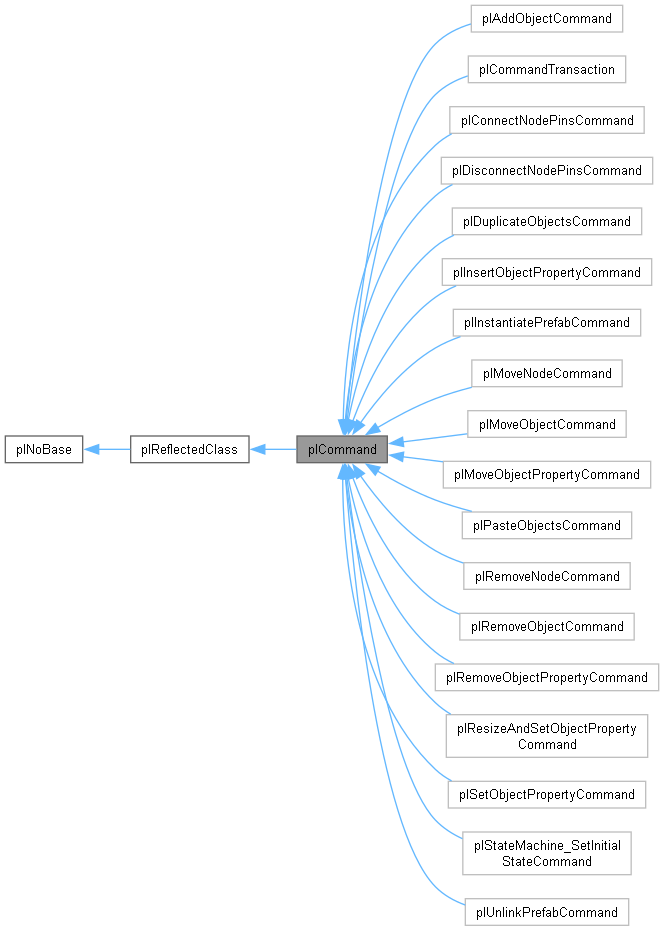 plAddObjectCommand
plCommandTransaction
plConnectNodePinsCommand
plDisconnectNodePinsCommand
plDuplicateObjectsCommand
plInsertObjectPropertyCommand
plInstantiatePrefabCommand
plMoveNodeCommand
plMoveObjectCommand
plNoBase
plReflectedClass
plCommand
plMoveObjectPropertyCommand
plPasteObjectsCommand
plRemoveNodeCommand
plRemoveObjectCommand
plRemoveObjectPropertyCommand
plResizeAndSetObjectProperty
Command
plSetObjectPropertyCommand
plStateMachine_SetInitial
StateCommand
plUnlinkPrefabCommand